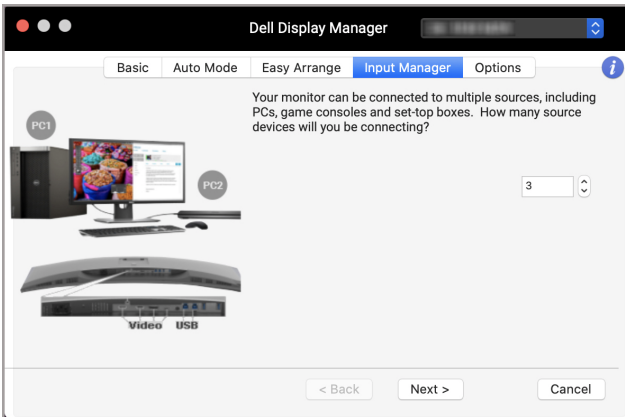 Dell Display Manager
Basic
Auto Mode
Easy Arrange
Input Manager
Options
i
Your monitor can be connected to multiple sources, including
PCs, game consoles and set-top boxes.  How many source
devices will you be connecting?
PC1
PC2
3
Video
USB
< Back
Next >
Cancel